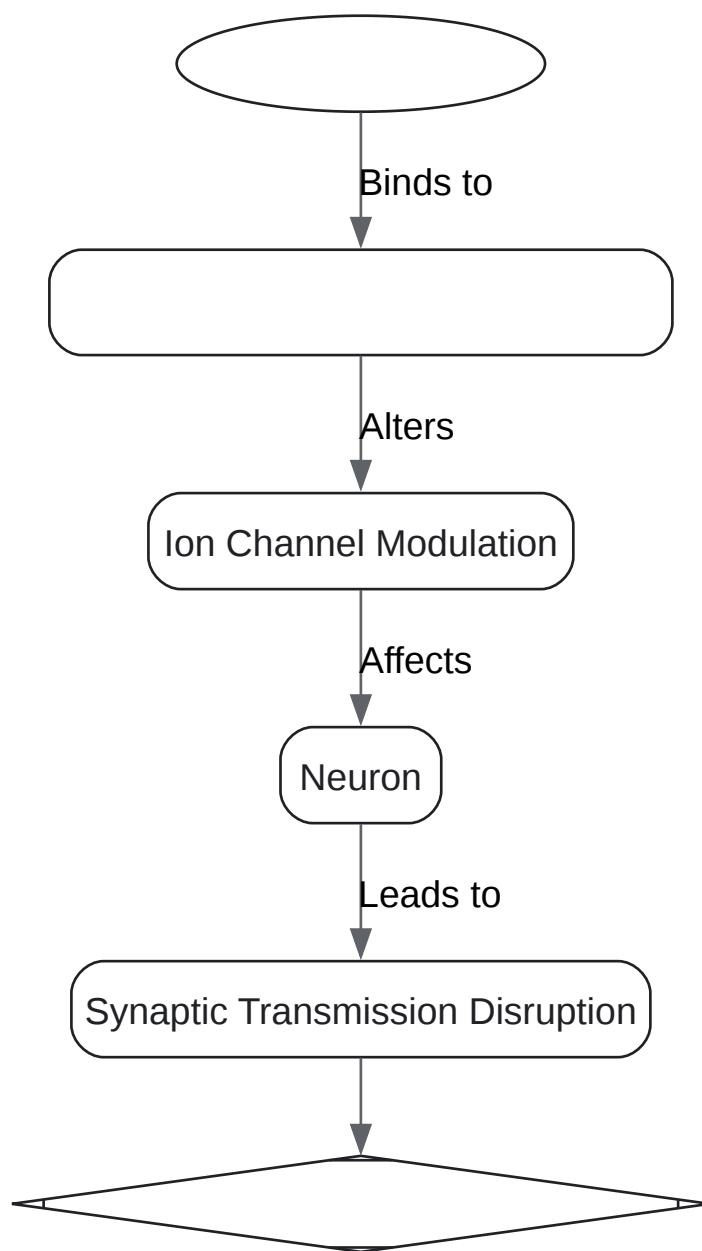 Binds to
Alters
Ion Channel Modulation
Affects
Neuron
Leads to
Synaptic Transmission Disruption